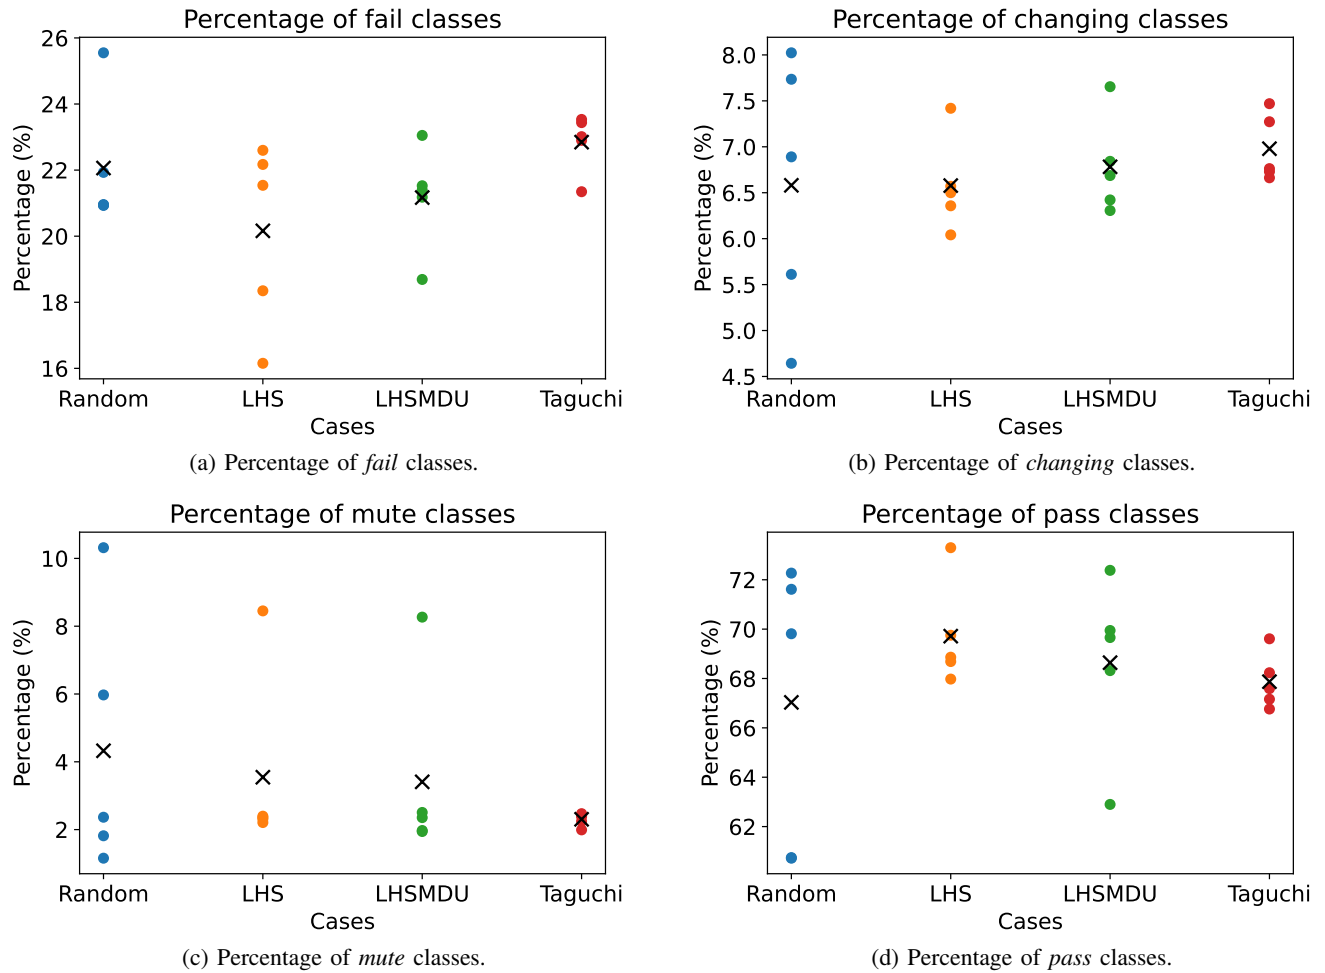 Percentage of fail classes
26
24
22
20
18
16
Percentage (%)
Random LHS LHSMDU Taguchi
Cases
(a) Percentage of fail classes.
Percentage of changing classes
8.0
7.5
7.0
6.5
6.0
5.5
5.0
4.5
Percentage (%)
Random LHS LHSMDU Taguchi
Cases
(b) Percentage of changing classes.
Percentage of mute classes
10
8
6
4
2
Percentage (%)
Random LHS LHSMDU Taguchi
Cases
(c) Percentage of mute classes.
Percentage of pass classes
72
70
68
66
64
62
Percentage (%)
Random LHS LHSMDU Taguchi
Cases
(d) Percentage of pass classes.